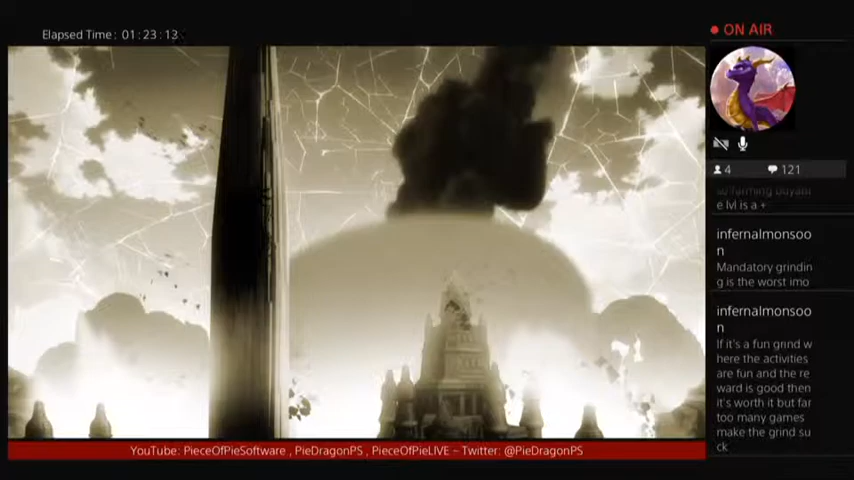 Elapsed Time: 01:23:13
ON AIR
4 121
e lvl is a +
infernalmonsoo
n
Mandatory grindin
g is the worst imo
infernalmonsoo
n
If it's a fun grind w
here the activities
are fun and the re
ward is good then
it's worth it but far
too many games
make the grind su
ck
YouTube: PieceOfPieSoftware , PieDragonPS , PieceOfPieLIVE ~ Twitter: @PieDragonPS